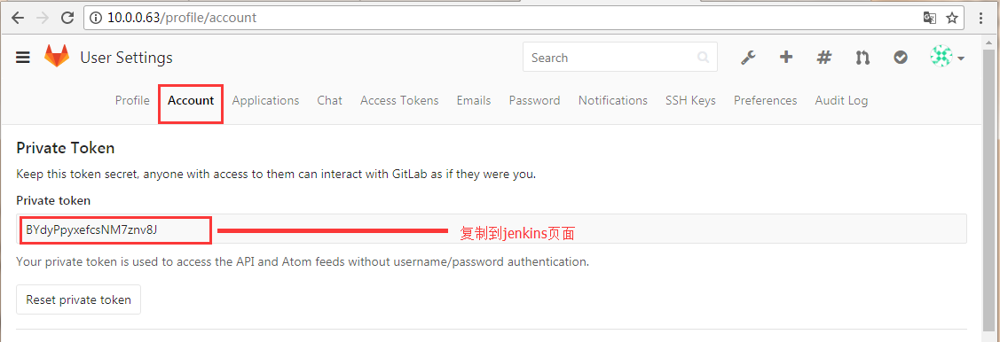 10.0.0.63/profile/account
User Settings
Search
Profile Account Applications Chat Access Tokens Emails Password Notifications SSH Keys Preferences Audit Log
Private Token
Keep this token secret, anyone with access to them can interact with GitLab as if they were you.
Private token
BYdyPpyxefcsNM7znv8J
复制到jenkins页面
Your private token is used to access the API and Atom feeds without username/password authentication.
Reset private token